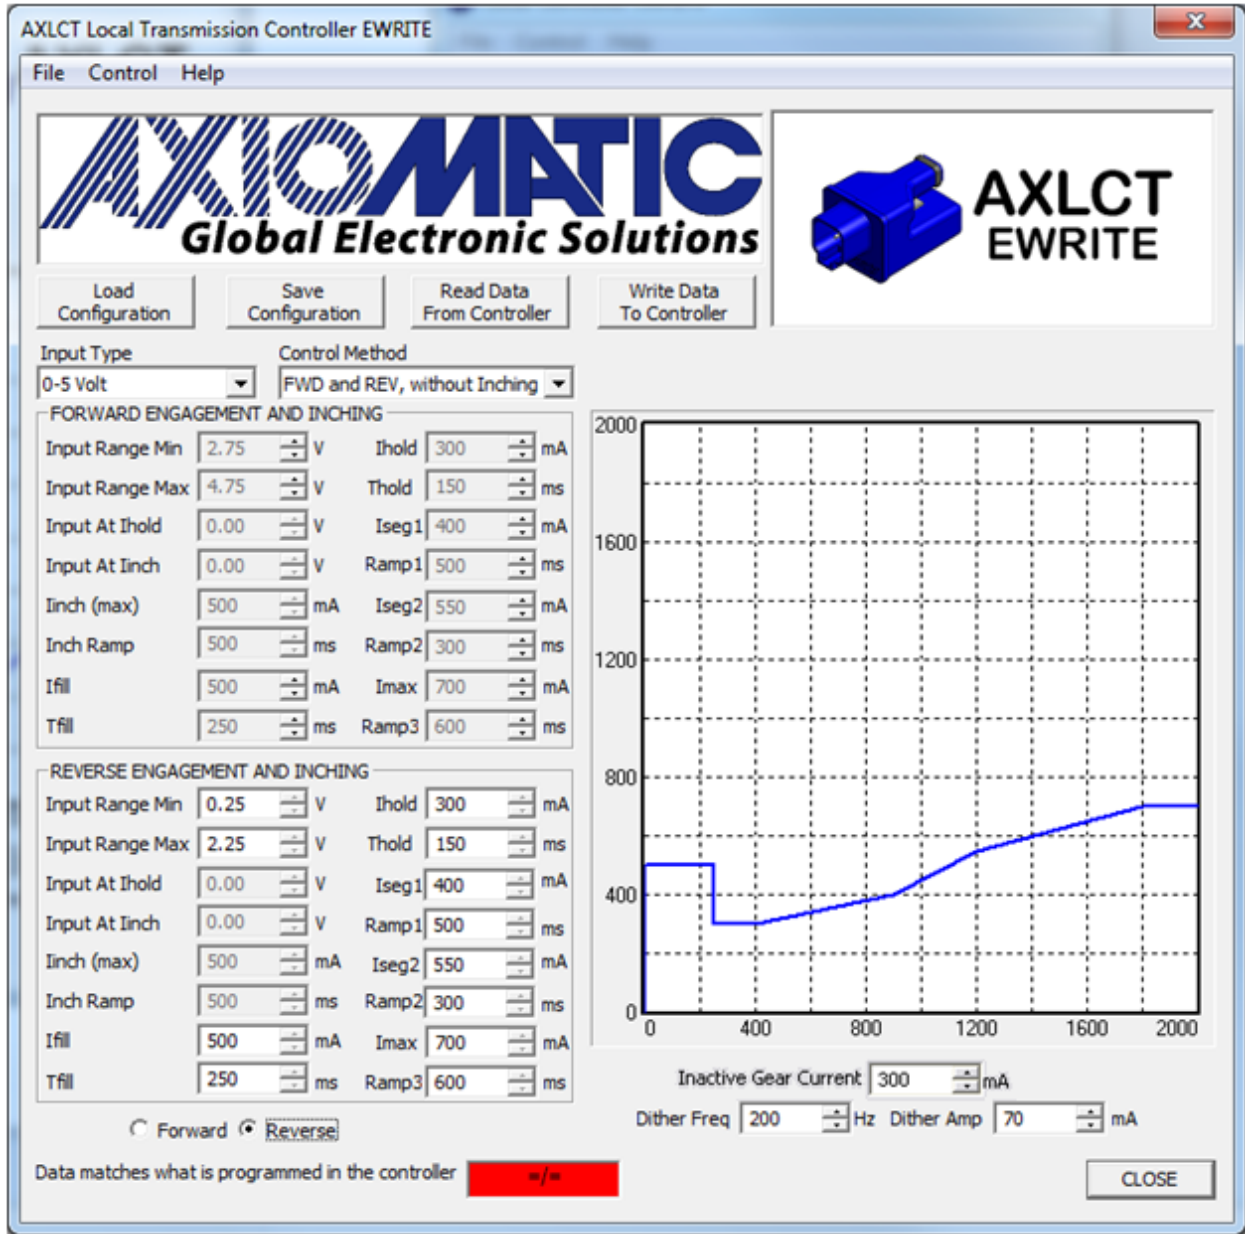 AXLCT Local Transmission Controller EWRITE
File Control Help
AXIOMATIC
Global Electronic Solutions
AXLCT
EWRITE
Load
Configuration
Save
Configuration
Read Data
From Controller
Write Data
To Controller
Input Type
Control Method
0-5 Volt
FWD and REV, without Inching
FORWARD ENGAGEMENT AND INCHING
Input Range Min 2.75 V Ihold 300 mA
Input Range Max 4.75 V Thold 150 ms
Input At Ihold 0.00 V Iseg1 400 mA
Input At Iinch 0.00 V Ramp1 500 ms
Iinch (max) 500 mA Iseg2 550 mA
Inch Ramp 500 ms Ramp2 300 ms
Ifill 500 mA Imax 700 mA
Tfill 250 ms Ramp3 600 ms
REVERSE ENGAGEMENT AND INCHING
Input Range Min 0.25 V Ihold 300 mA
Input Range Max 2.25 V Thold 150 ms
Input At Ihold 0.00 V Iseg1 400 mA
Input At Iinch 0.00 V Ramp1 500 ms
Iinch (max) 500 mA Iseg2 550 mA
Inch Ramp 500 ms Ramp2 300 ms
Ifill 500 mA Imax 700 mA
Tfill 250 ms Ramp3 600 ms
Forward Reverse
2000
1600
1200
800
400
0
0 400 800 1200 1600 2000
Inactive Gear Current 300 mA
Dither Freq 200 Hz Dither Amp 70 mA
Data matches what is programmed in the controller =/=
CLOSE